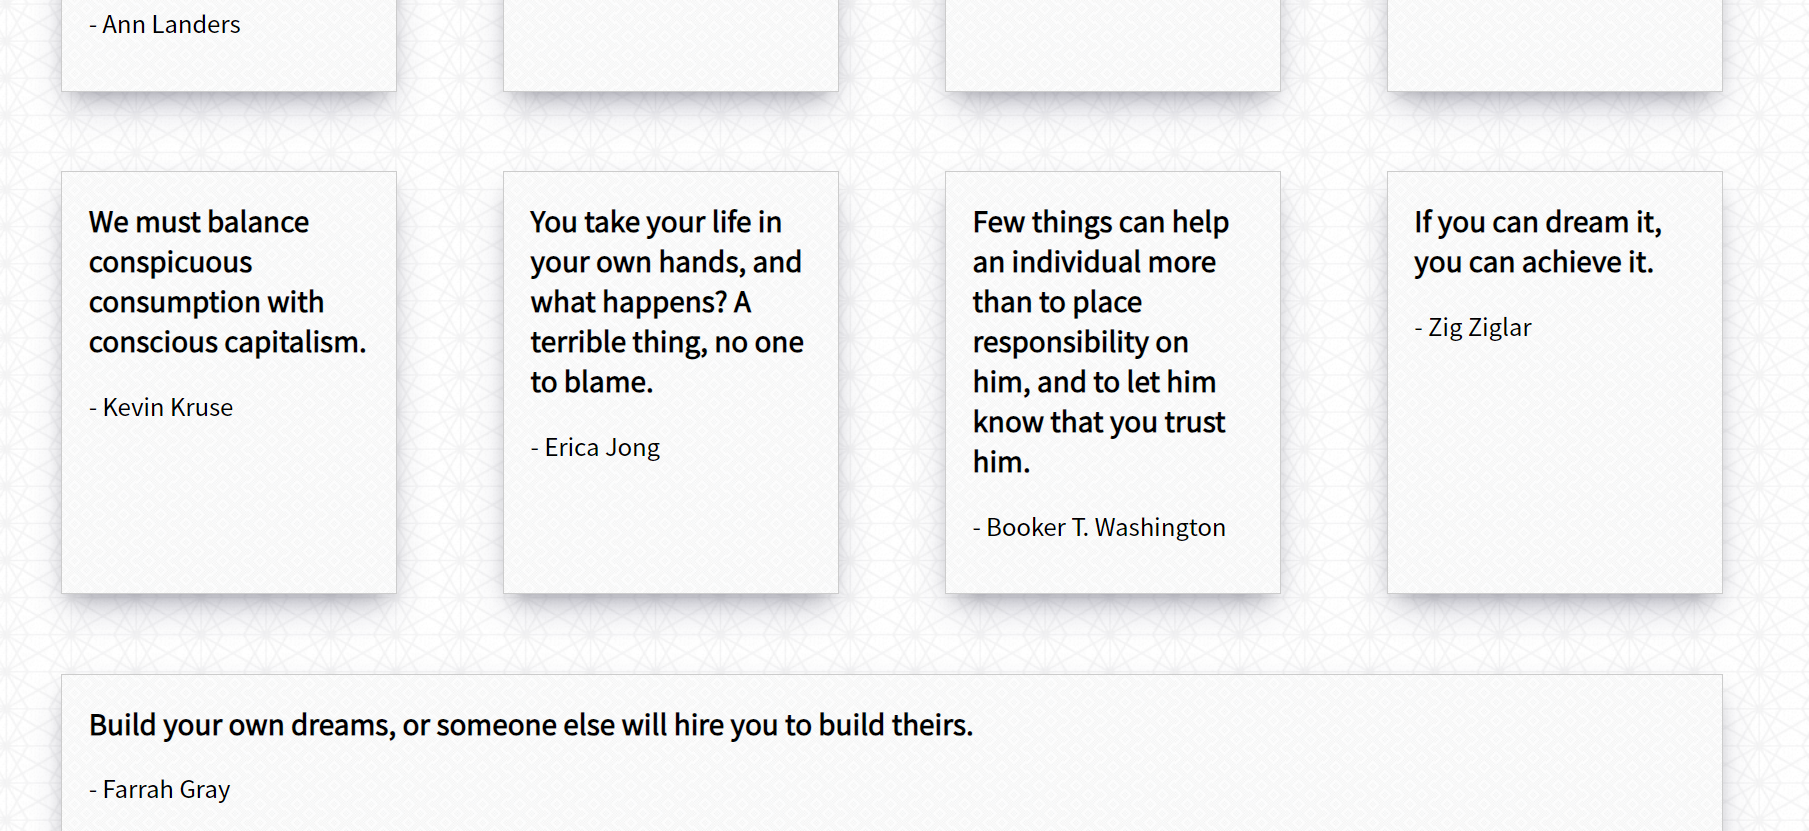 - Ann Landers
We must balance
conspicuous
consumption with
conscious capitalism.
- Kevin Kruse
You take your life in
your own hands, and
what happens? A
terrible thing, no one
to blame.
- Erica Jong
Few things can help
an individual more
than to place
responsibility on
him, and to let him
know that you trust
him.
- Booker T. Washington
If you can dream it,
you can achieve it.
- Zig Ziglar
Build your own dreams, or someone else will hire you to build theirs.
- Farrah Gray